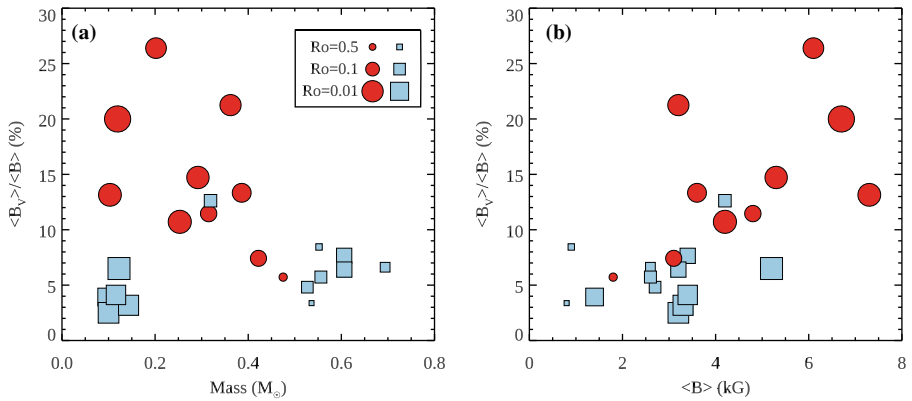 (a)
<B_V>/<B> (%)
30
25
20
15
10
5
0
Ro=0.5
Ro=0.1
Ro=0.01
0.0 0.2 0.4 0.6 0.8
Mass (M☉)
(b)
<B_V>/<B> (%)
30
25
20
15
10
5
0
0 2 4 6 8
<B> (kG)